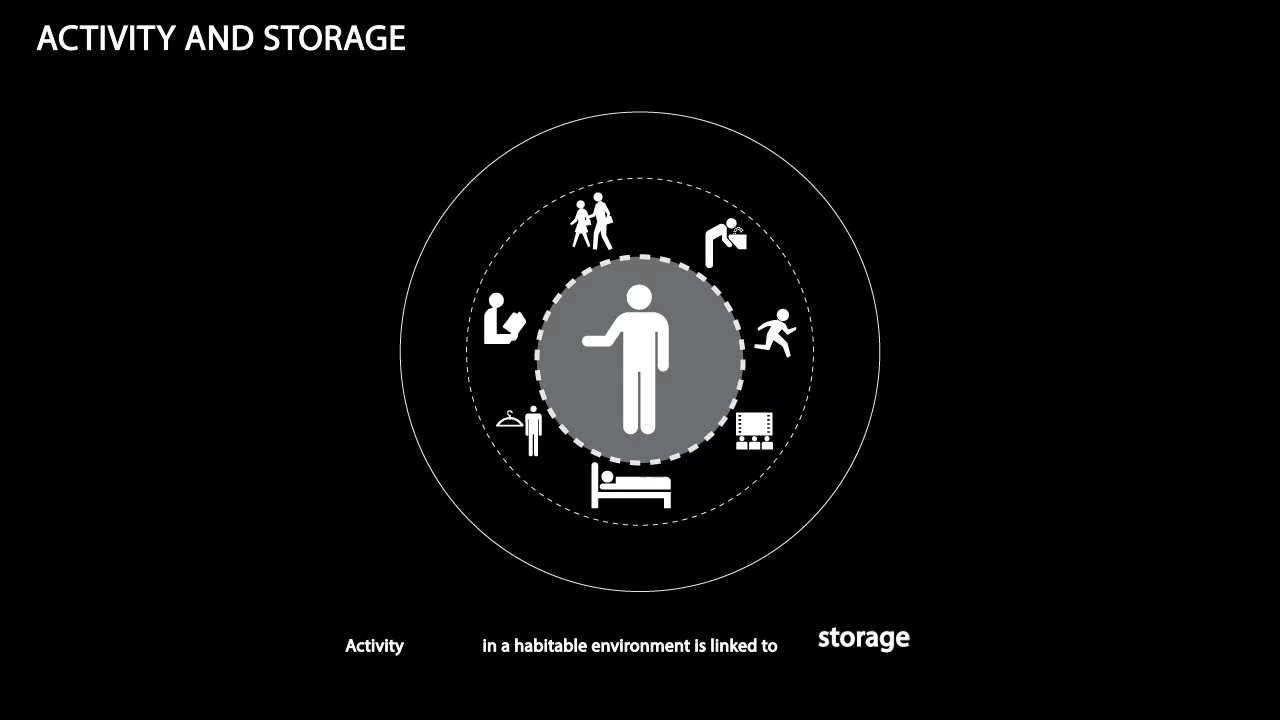 ACTIVITY AND STORAGE
Activity in a habitable environment is linked to storage